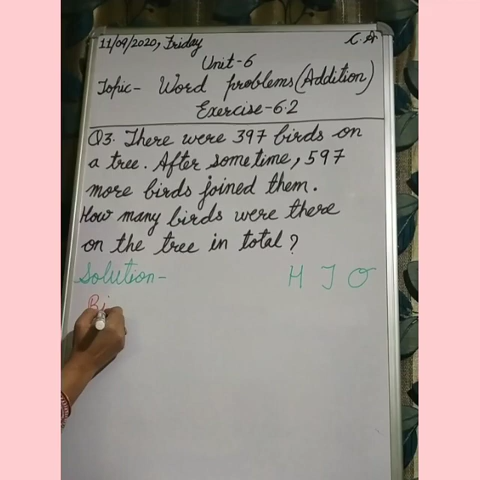 11/09/2020, Friday C.A
Unit-6
Topic- Word Problems (Addition)
Exercise-6.2
Q3. There were 397 birds on
a tree. After sometime, 597
more birds joined them.
How many birds were there
on the tree in total?
Solution- H T O
Bi